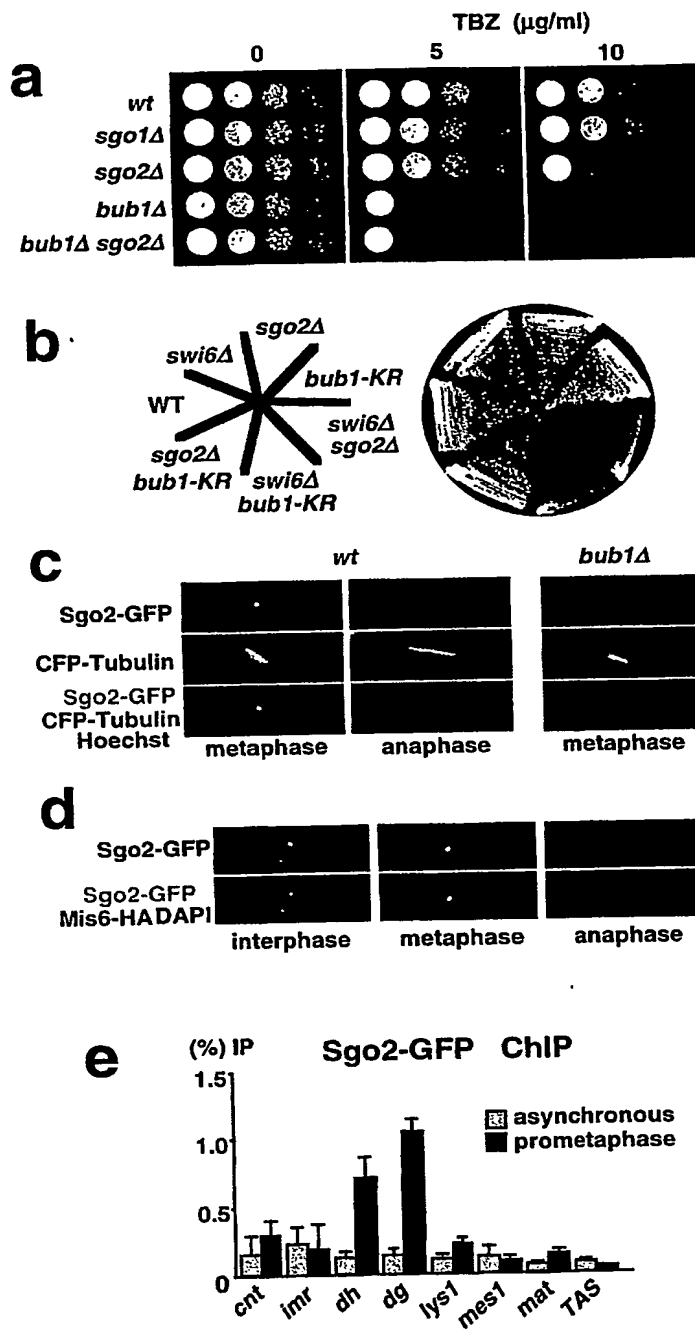 TBZ (µg/ml)
0 5 10
a
wt
sgo1Δ
sgo2Δ
bub1Δ
bub1Δ sgo2Δ
b
sgo2Δ
swi6Δ
bub1-KR
WT
swi6Δ
sgo2Δ
sgo2Δ
bub1-KR
swi6Δ
bub1-KR
c
wt bub1Δ
Sgo2-GFP
CFP-Tubulin
Sgo2-GFP
CFP-Tubulin
Hoechst
metaphase anaphase metaphase
d
Sgo2-GFP
Sgo2-GFP
Mis6-HADAPI
interphase metaphase anaphase
e
(%) IP Sgo2-GFP ChIP
1.5
asynchronous
prometaphase
1.0
0.5
0
cnt imr dh dg lys1 mes1 mat TAS